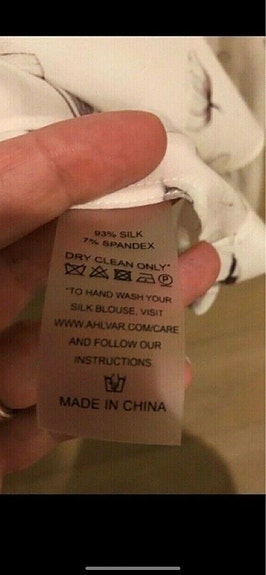 93% SILK
7% SPANDEX
DRY CLEAN ONLY*
*TO HAND WASH YOUR
SILK BLOUSE, VISIT
WWW.AHLVAR.COM/CARE
AND FOLLOW OUR
INSTRUCTIONS
MADE IN CHINA